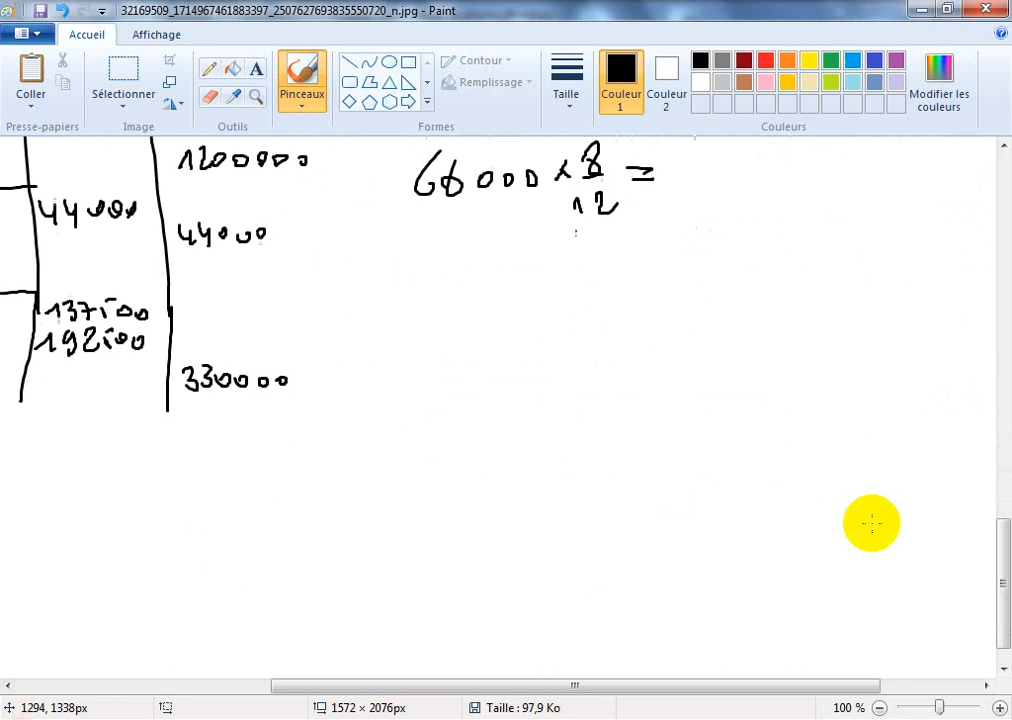 32169509_1714967461883397_2507627693835550720_n.jpg - Paint
Accueil Affichage
Coller
Sélectionner
Pinceaux
Contour
Remplissage
Taille
Couleur 1
Couleur 2
Modifier les couleurs
Presse-papiers
Image
Outils
Formes
Couleurs
1200000
66000 × 8/12 =
44000
44000
137500
192500
330000
1294, 1338px
1572 × 2076px
Taille : 97,9 Ko
100 %